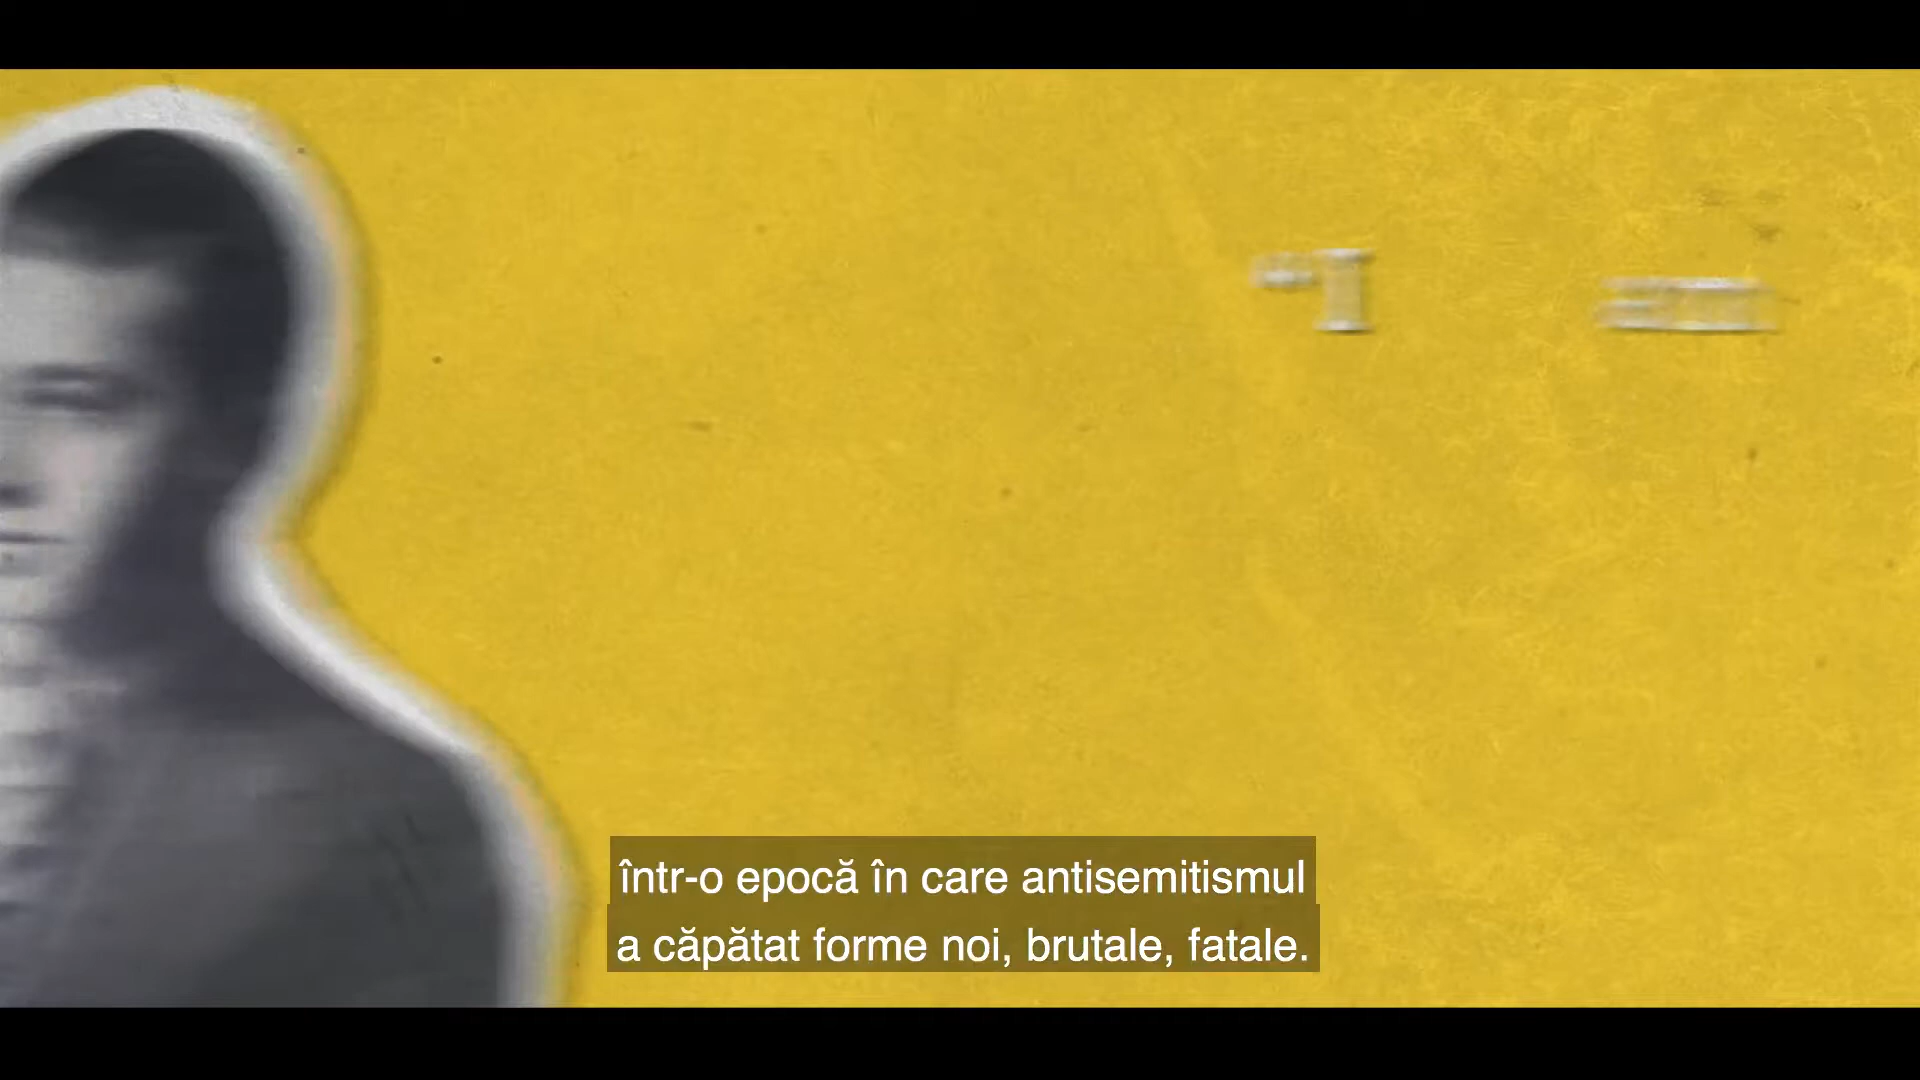 într-o epocă în care antisemitismul
a căpătat forme noi, brutale, fatale.